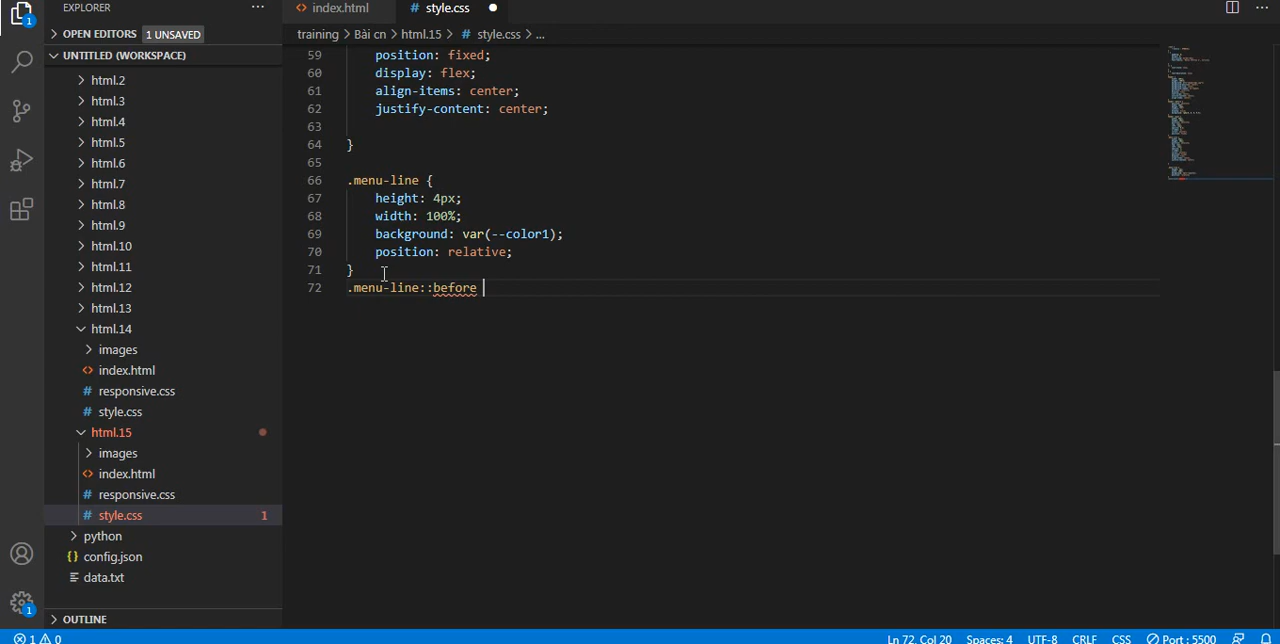 EXPLORER
···
index.html
# style.css
···
OPEN EDITORS 1 UNSAVED
training > Bài cn > html.15 > # style.css > ...
UNTITLED (WORKSPACE)
html.2
html.3
html.4
html.5
html.6
html.7
html.8
html.9
html.10
html.11
html.12
html.13
html.14
images
index.html
# responsive.css
# style.css
html.15
images
index.html
# responsive.css
# style.css 1
python
{} config.json
data.txt
OUTLINE
1
1
59 position: fixed;
60 display: flex;
61 align-items: center;
62 justify-content: center;
63
64 }
65
66 .menu-line {
67 height: 4px;
68 width: 100%;
69 background: var(--color1);
70 position: relative;
71 }
72 .menu-line::before
1 0
Ln 72, Col 20 Spaces: 4 UTF-8 CRLF CSS Port : 5500